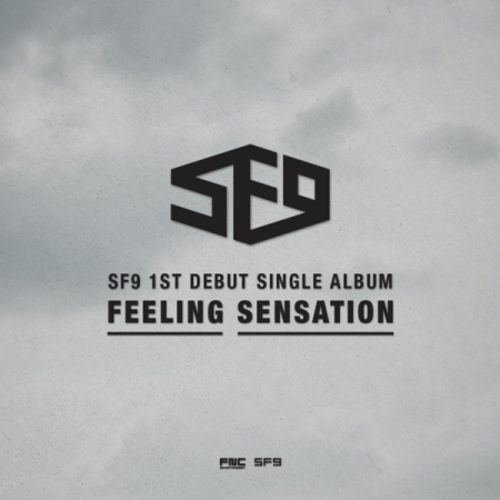 SF9
SF9 1ST DEBUT SINGLE ALBUM
FEELING SENSATION
FNC SF9